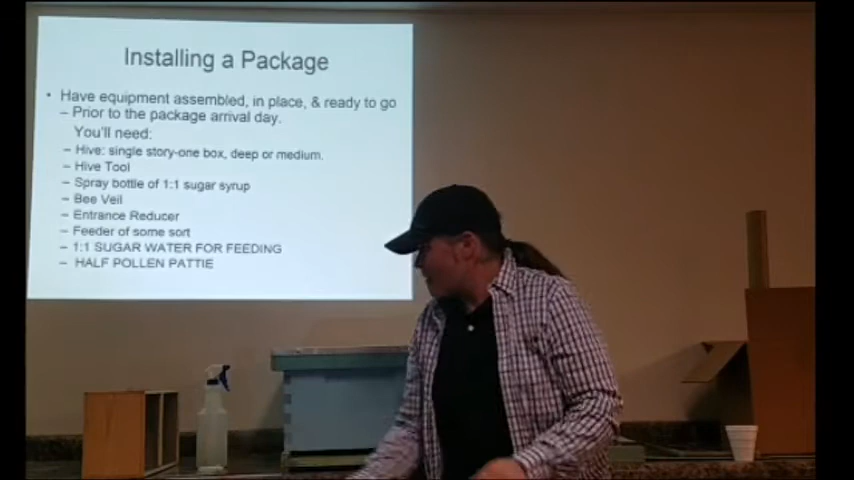 Installing a Package
• Have equipment assembled, in place, & ready to go
– Prior to the package arrival day.
You'll need:
– Hive: single story-one box, deep or medium.
– Hive Tool
– Spray bottle of 1:1 sugar syrup
– Bee Veil
– Entrance Reducer
– Feeder of some sort
– 1:1 SUGAR WATER FOR FEEDING
– HALF POLLEN PATTIE